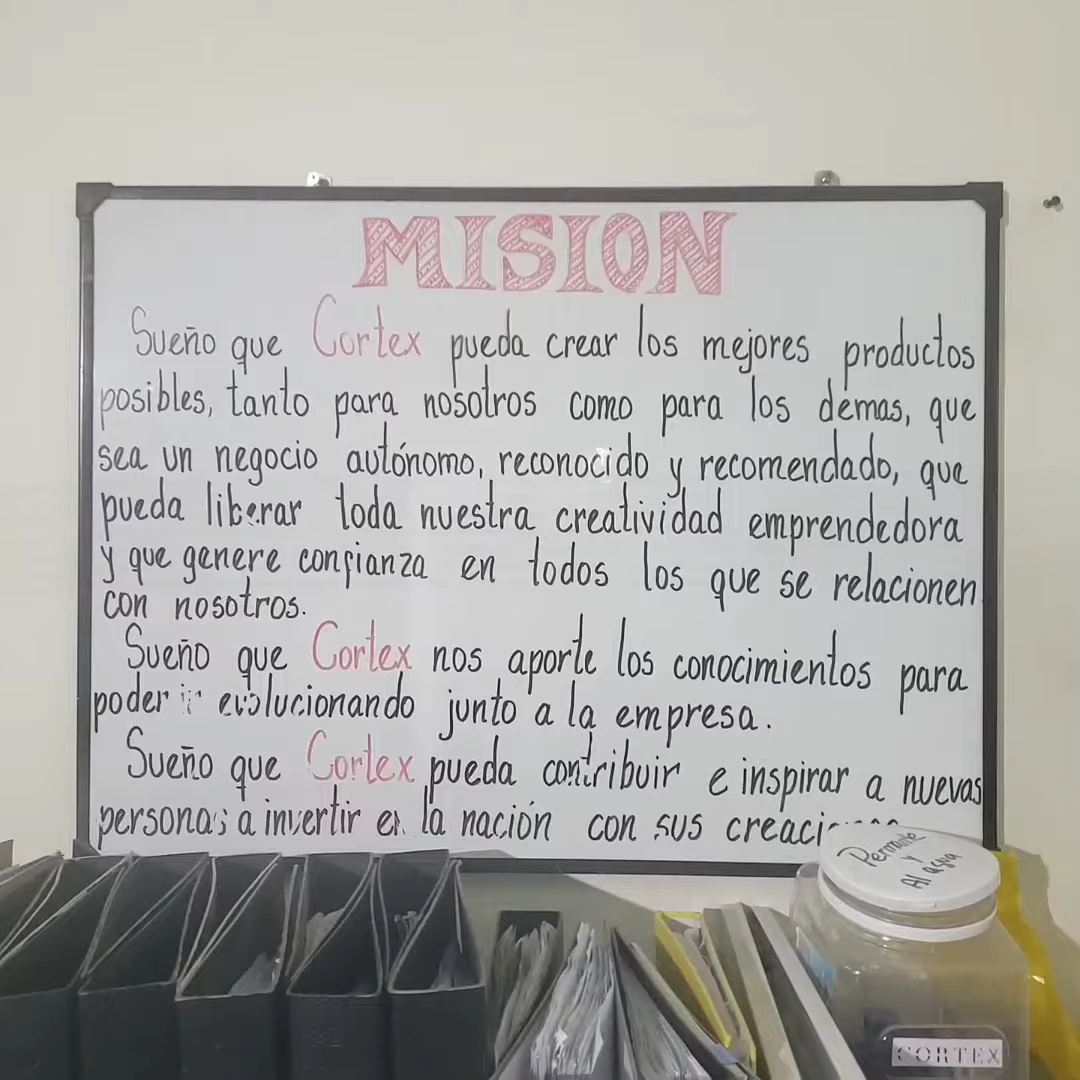 MISION
Sueño que Cortex pueda crear los mejores productos
posibles, tanto para nosotros como para los demas, que
sea un negocio autónomo, reconocido y recomendado, que
pueda liberar toda nuestra creatividad emprendedora
y que genere confianza en todos los que se relacionen
con nosotros.
Sueño que Cortex nos aporte los conocimientos para
poder ir evolucionando junto a la empresa.
Sueño que Cortex pueda contribuir e inspirar a nuevas
personas a invertir en la nación con sus
Permanente
y
Al agua
CORTEX